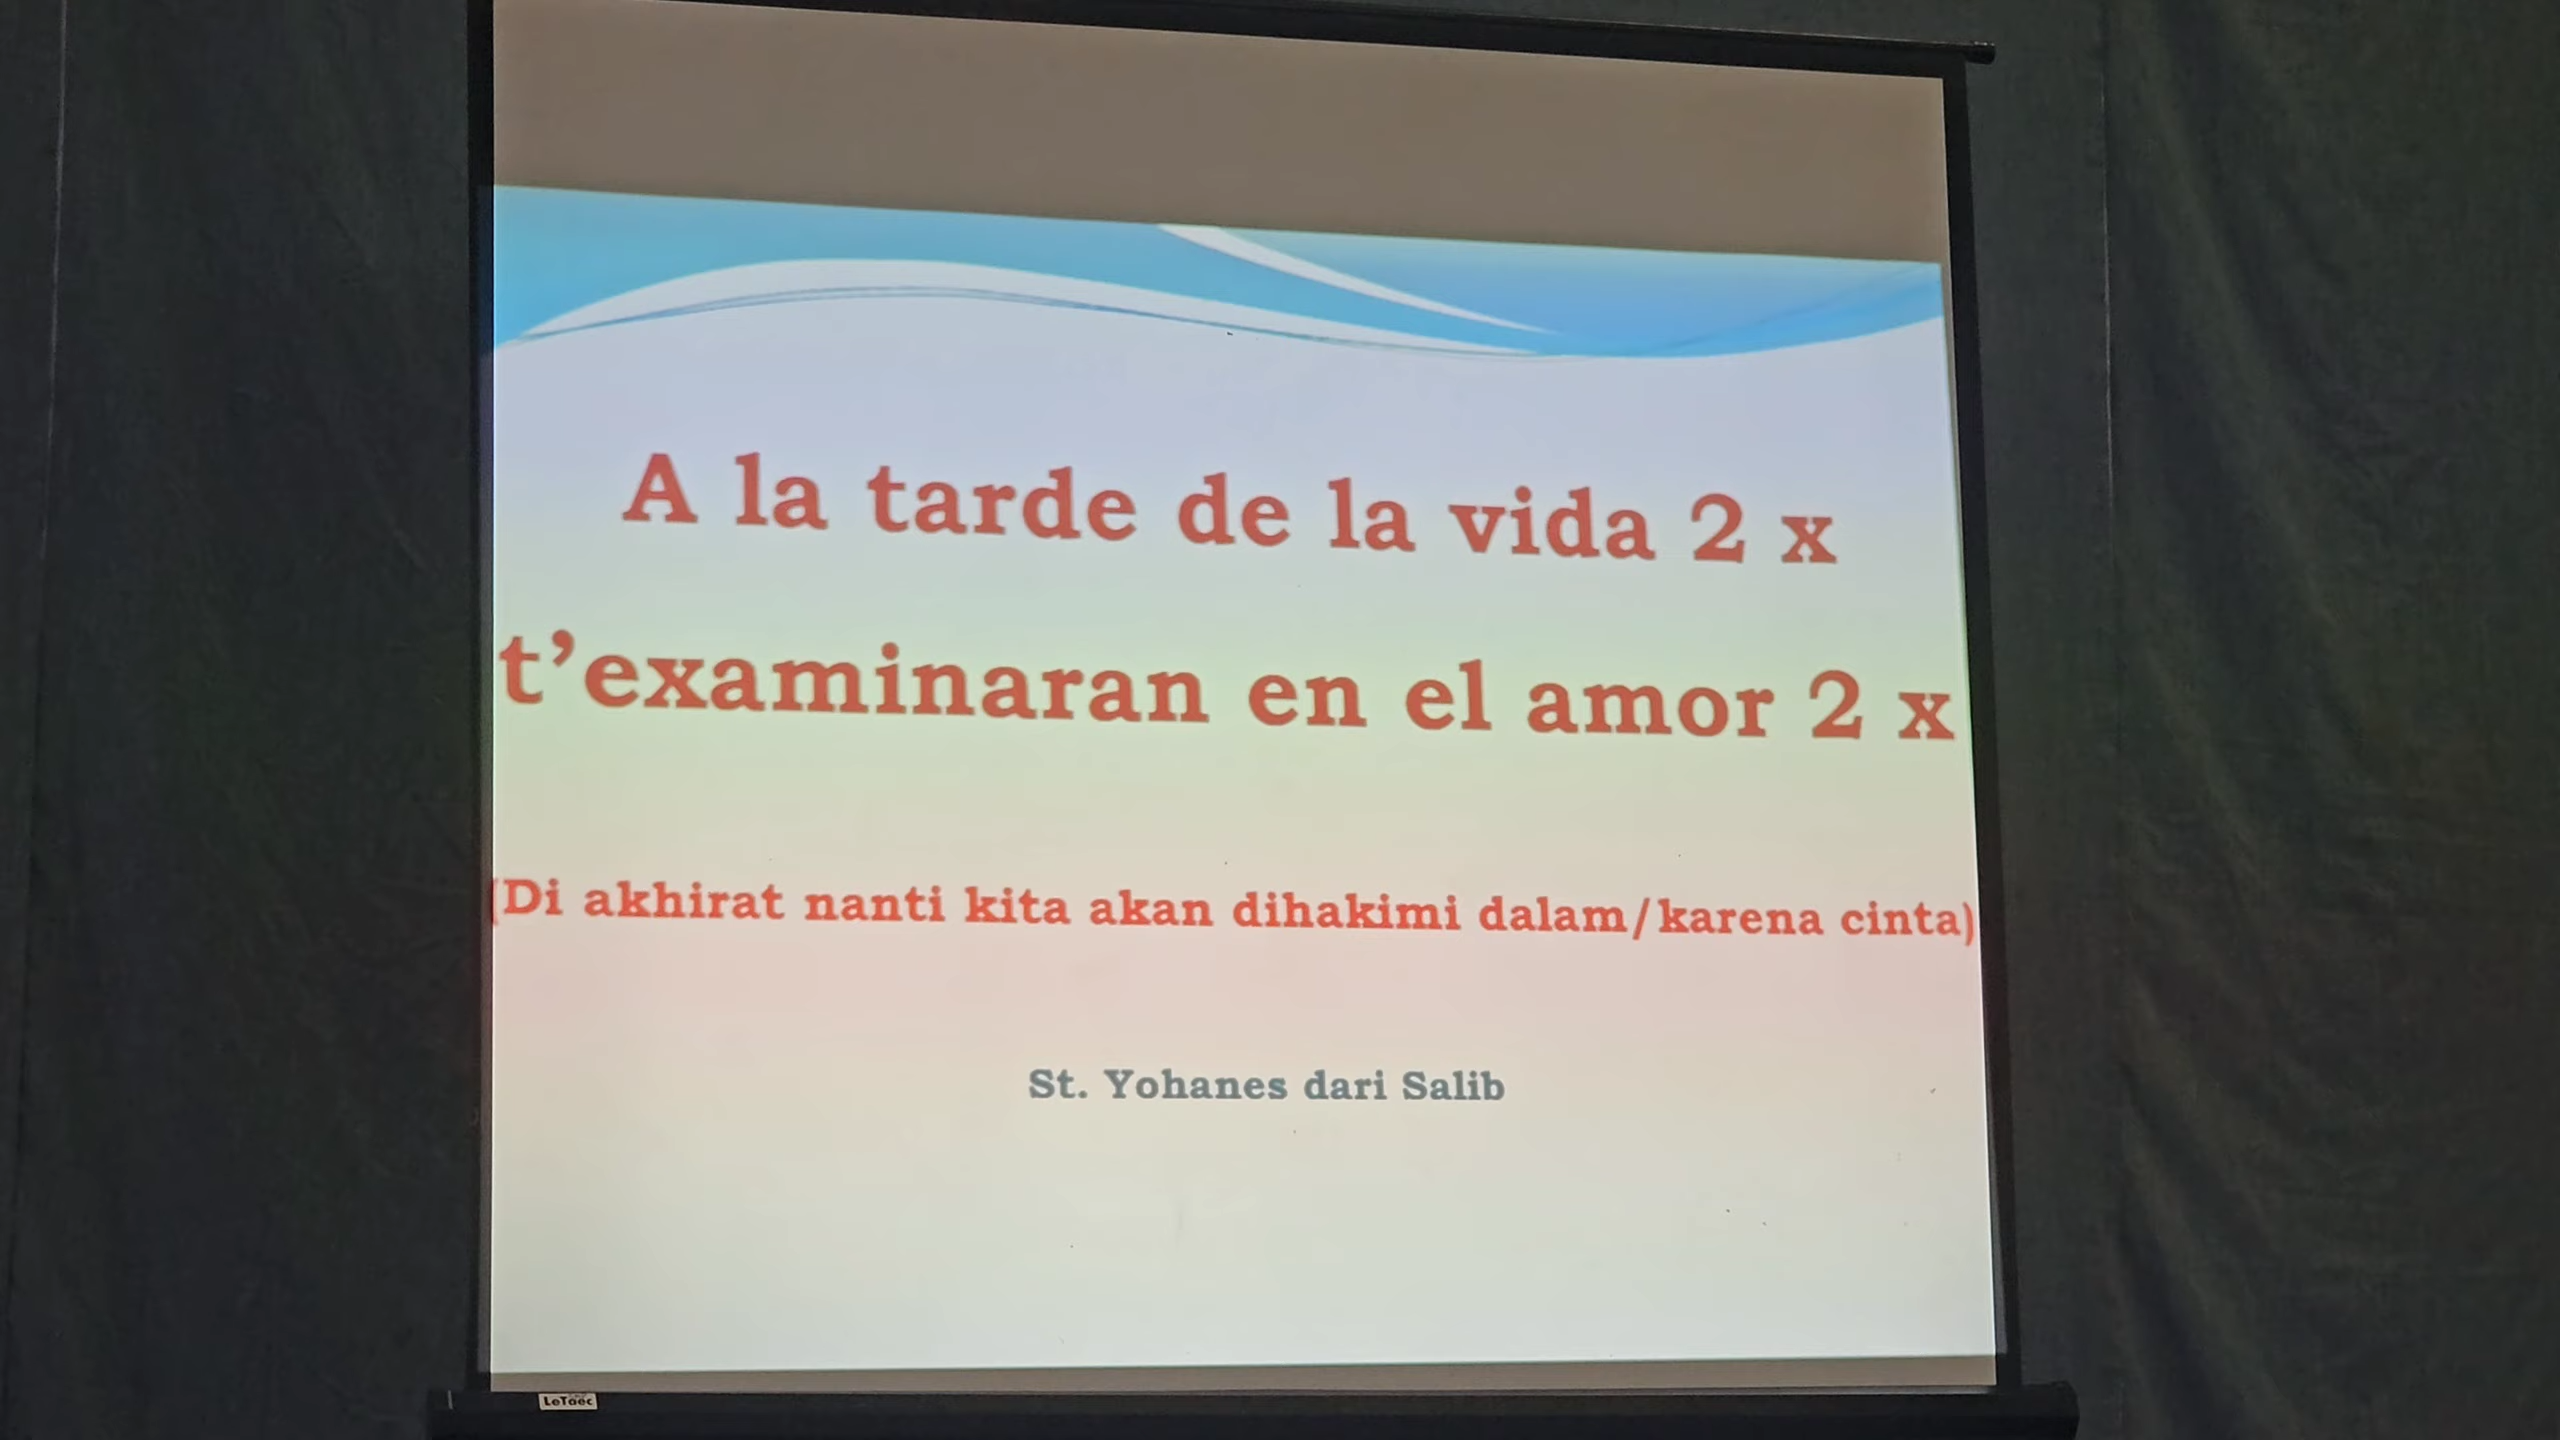 A la tarde de la vida 2 x
t’examinaran en el amor 2 x
(Di akhirat nanti kita akan dihakimi dalam/karena cinta)
St. Yohanes dari Salib
LeTaec